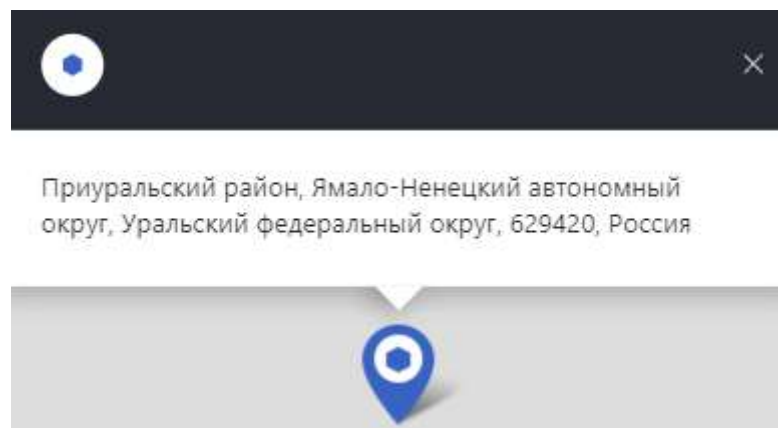 Приуральский район, Ямало-Ненецкий автономный
округ, Уральский федеральный округ, 629420, Россия